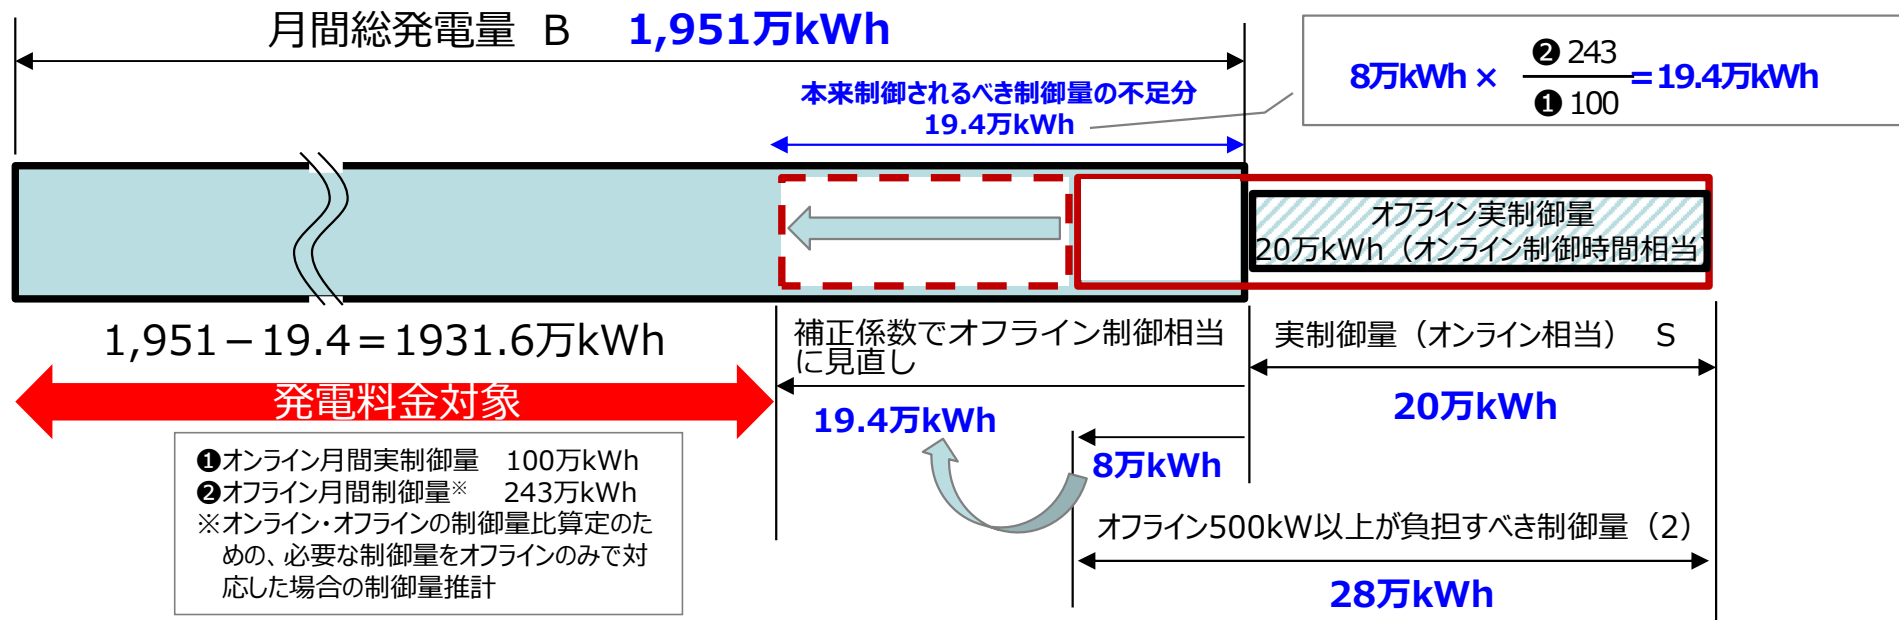 月間総発電量 B 1,951万kWh
本来制御されるべき制御量の不足分
19.4万kWh
8万kWh × ❷ 243 / ❶ 100 =19.4万kWh
オフライン実制御量
20万kWh(オンライン制御時間相当)
1,951-19.4=1931.6万kWh
発電料金対象
補正係数でオフライン制御相当
に見直し
19.4万kWh
8万kWh
実制御量(オンライン相当) S
20万kWh
オフライン500kW以上が負担すべき制御量(2)
28万kWh
❶オンライン月間実制御量 100万kWh
❷オフライン月間制御量※ 243万kWh
※オンライン・オフラインの制御量比算定のた
めの、必要な制御量をオフラインのみで対
応した場合の制御量推計